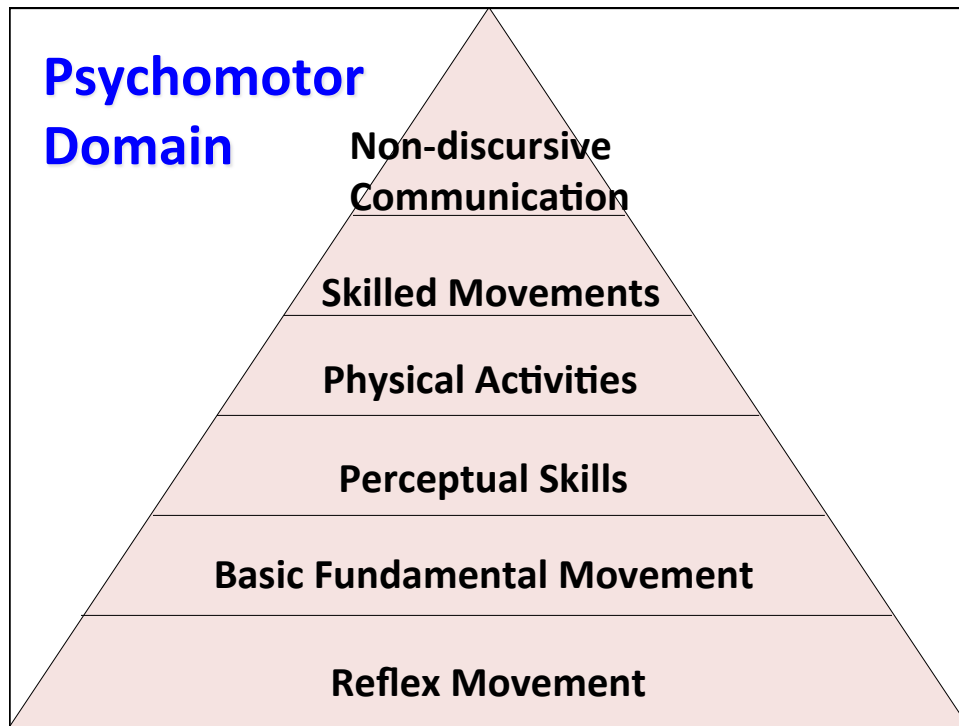 Psychomotor
Domain
Non-discursive
Communication
Skilled Movements
Physical Activities
Perceptual Skills
Basic Fundamental Movement
Reflex Movement